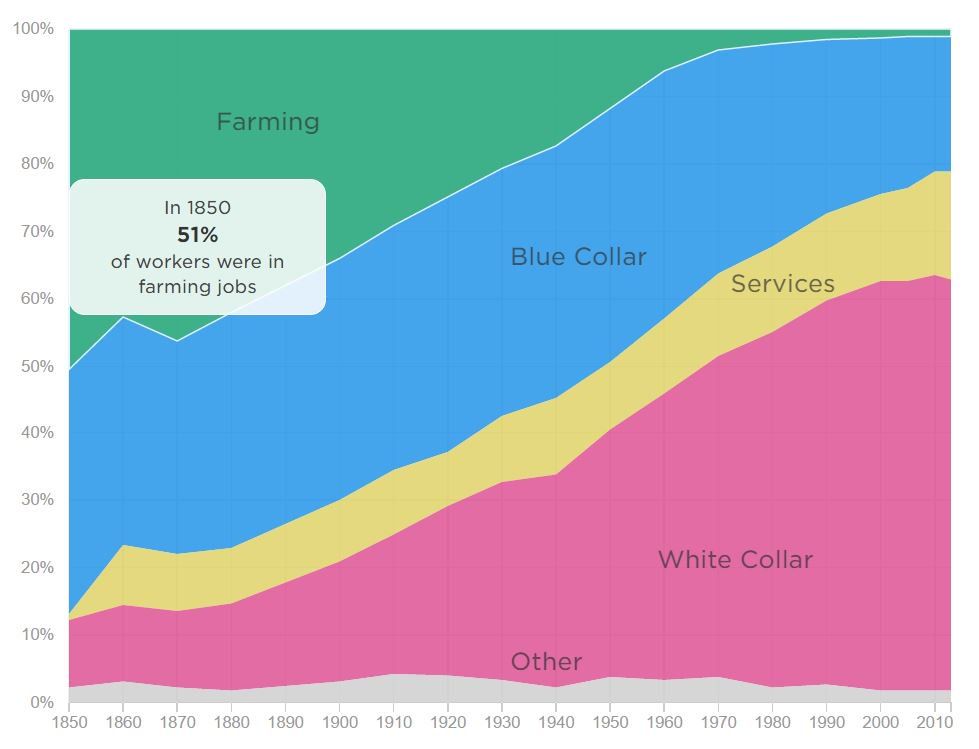 100%
90%
80%
70%
60%
50%
40%
30%
20%
10%
0%
Farming
In 1850
51%
of workers were in
farming jobs
Blue Collar
Services
White Collar
Other
1850 1860 1870 1880 1890 1900 1910 1920 1930 1940 1950 1960 1970 1980 1990 2000 2010